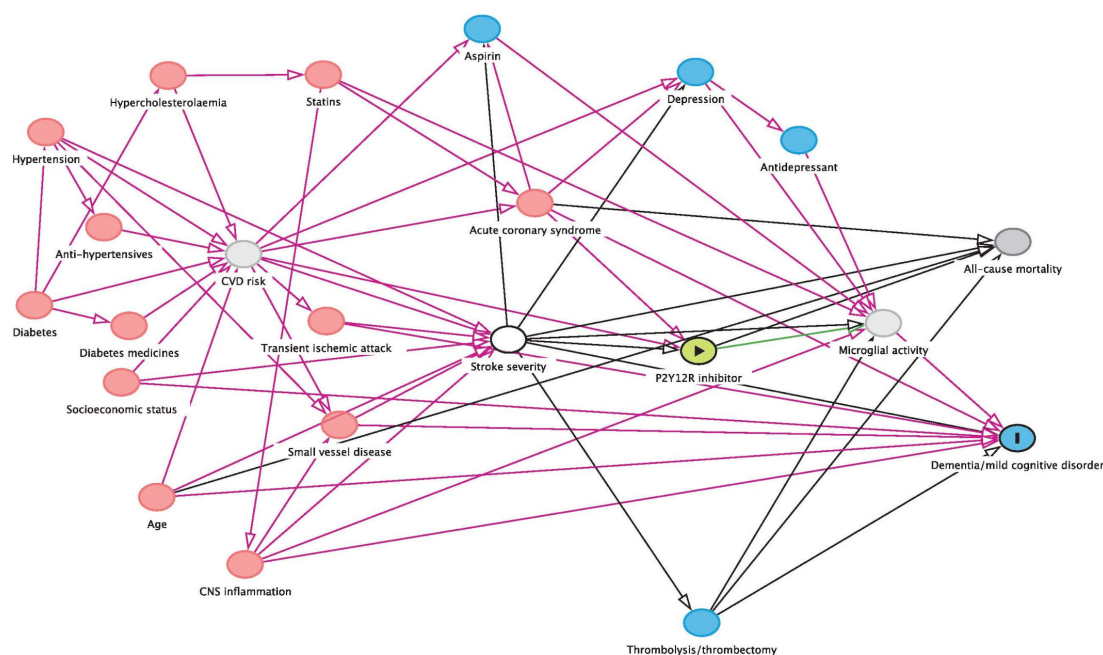 Aspirin
Hypercholesterolaemia
Statins
Depression
Hypertension
Antidepressant
Anti-hypertensives
Acute coronary syndrome
All-cause mortality
CVD risk
Diabetes
Diabetes medicines
Transient ischemic attack
Stroke severity
P2Y12R inhibitor
Microglial activity
Socioeconomic status
Small vessel disease
Dementia/mild cognitive disorder
Age
CNS inflammation
Thrombolysis/thrombectomy